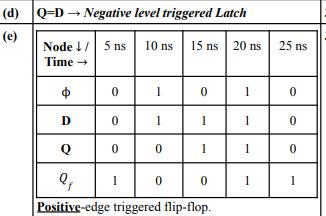 (d) Q=D → Negative level triggered Latch
(e)
Node ↓ / Time → 5 ns 10 ns 15 ns 20 ns 25 ns
ϕ 0 1 0 1 0
D 0 1 1 1 0
Q 0 0 1 1 0
Q_f 1 0 0 1 1
Positive-edge triggered flip-flop.